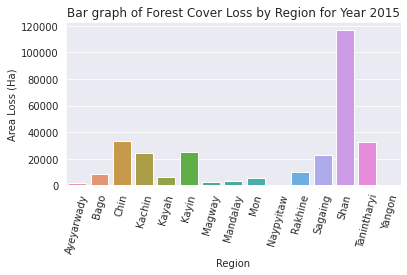 Bar graph of Forest Cover Loss by Region for Year 2015
120000
100000
80000
60000
40000
20000
0
Area Loss (Ha)
Ayeyarwady
Bago
Chin
Kachin
Kayah
Kayin
Magway
Mandalay
Mon
Naypyitaw
Rakhine
Sagaing
Shan
Tanintharyi
Yangon
Region